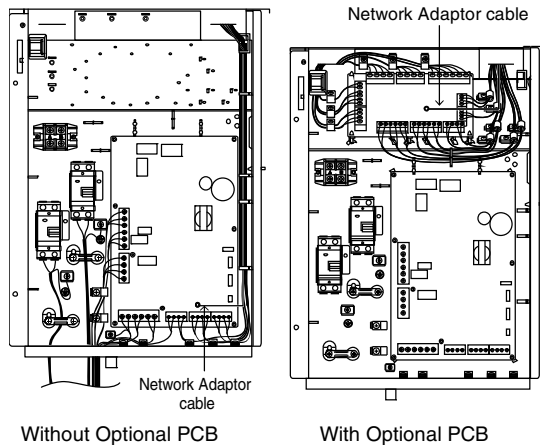 Network Adaptor cable
Network Adaptor
cable
Without Optional PCB
With Optional PCB